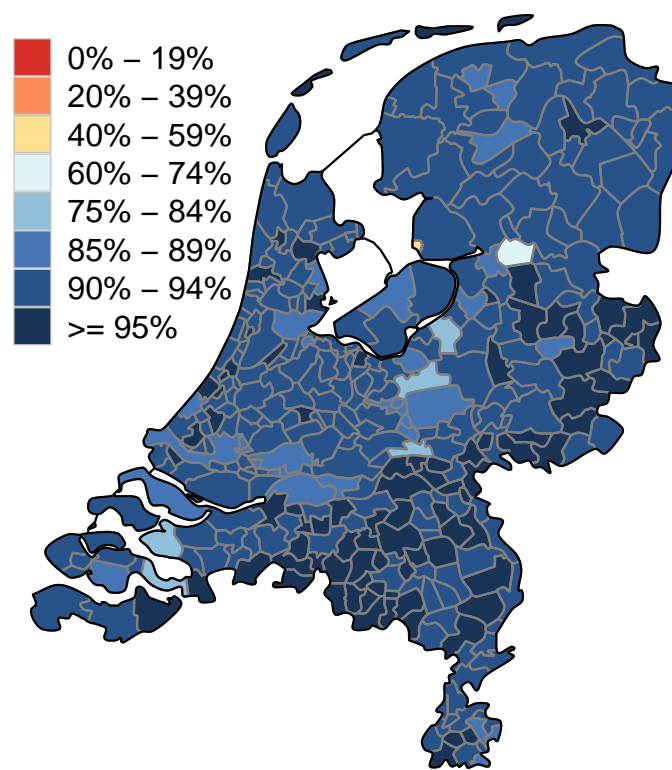 0% – 19%
20% – 39%
40% – 59%
60% – 74%
75% – 84%
85% – 89%
90% – 94%
>= 95%